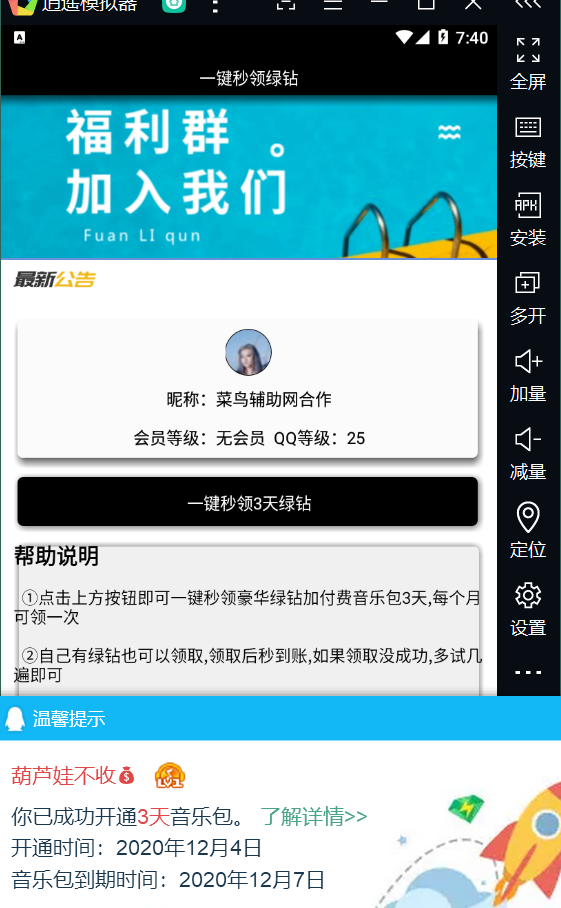 逍遥模拟器
7:40
一键秒领绿钻
全屏
福利群 。
加入我们
Fuan LI qun
按键
APK
安装
最新公告
多开
昵称：菜鸟辅助网合作
加量
会员等级：无会员 QQ等级：25
减量
一键秒领3天绿钻
定位
帮助说明
①点击上方按钮即可一键秒领豪华绿钻加付费音乐包3天,每个月
可领一次
设置
②自己有绿钻也可以领取,领取后秒到账,如果领取没成功,多试几
遍即可
温馨提示
葫芦娃不收 LV1
你已成功开通3天音乐包。 了解详情>>
开通时间：2020年12月4日
音乐包到期时间：2020年12月7日